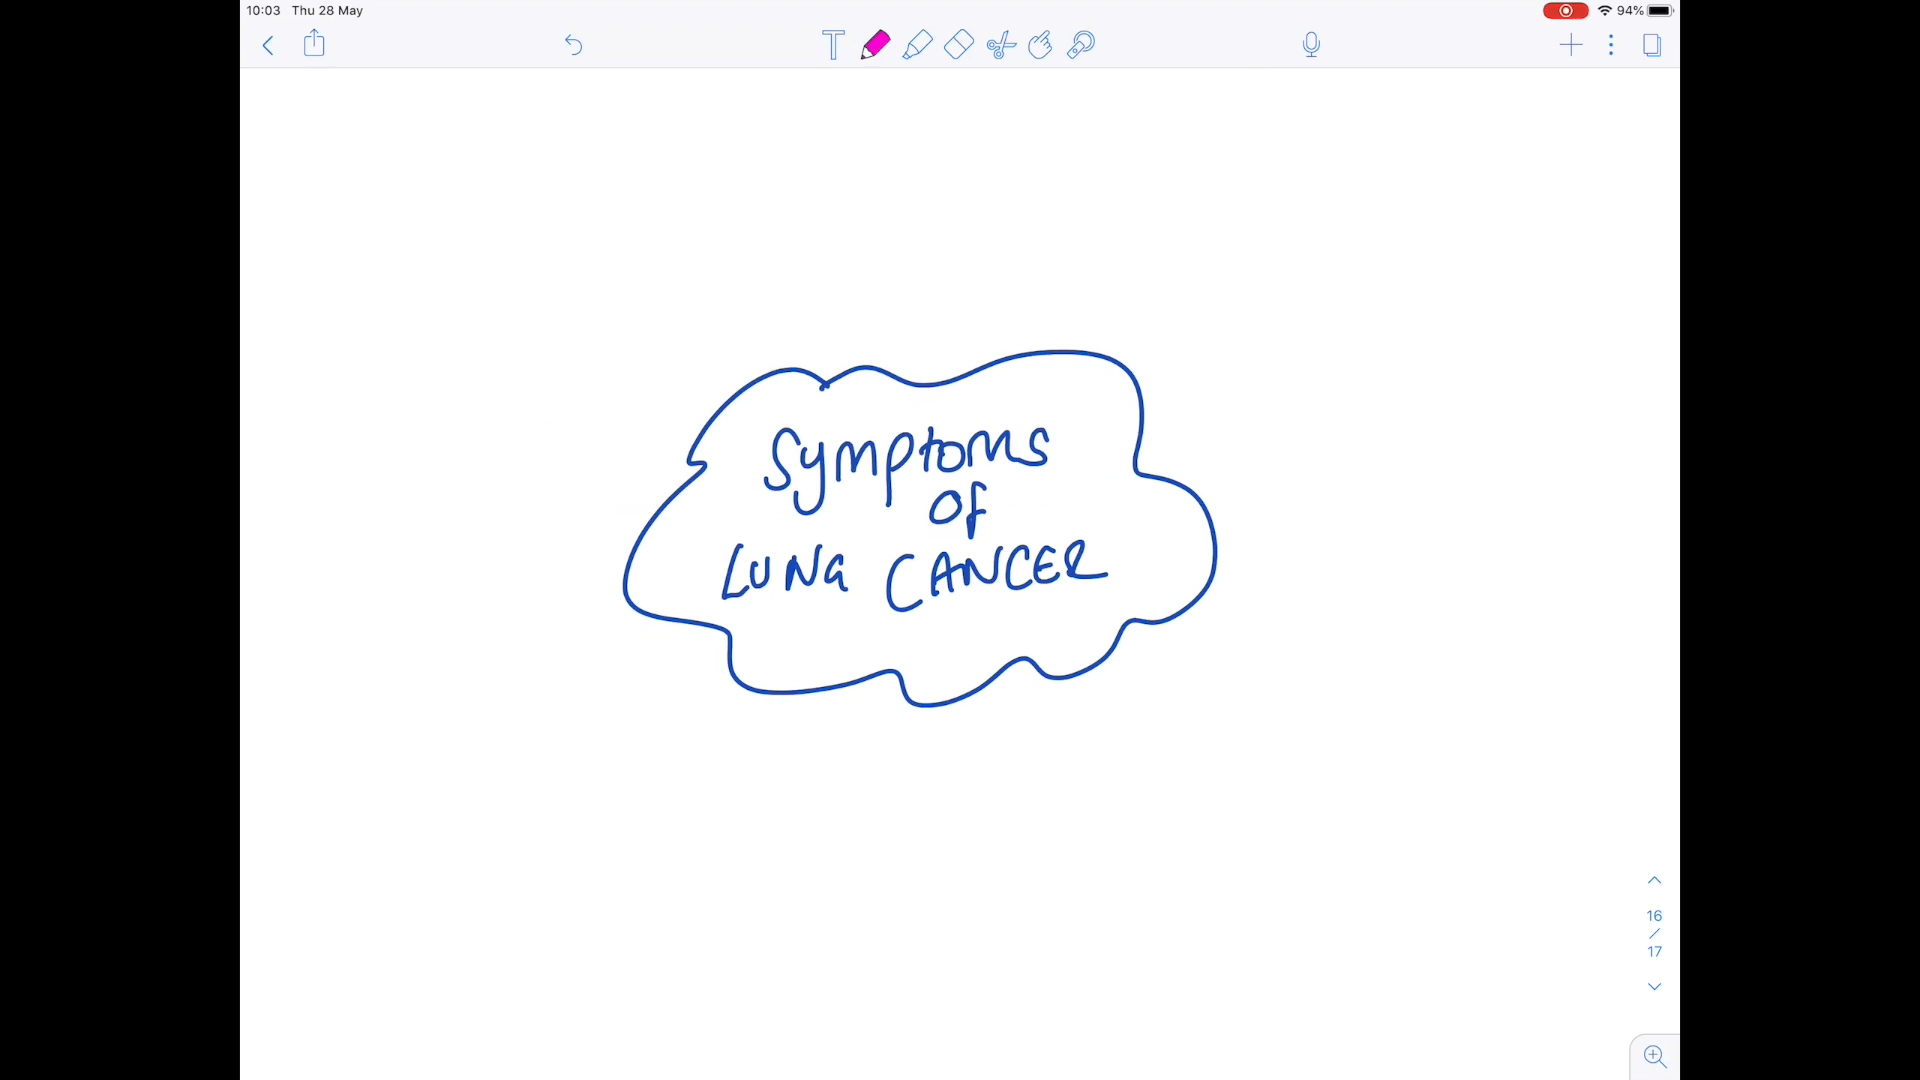 10:03 Thu 28 May
94%
T
Symptoms
of
LUNG CANCER
16
/
17